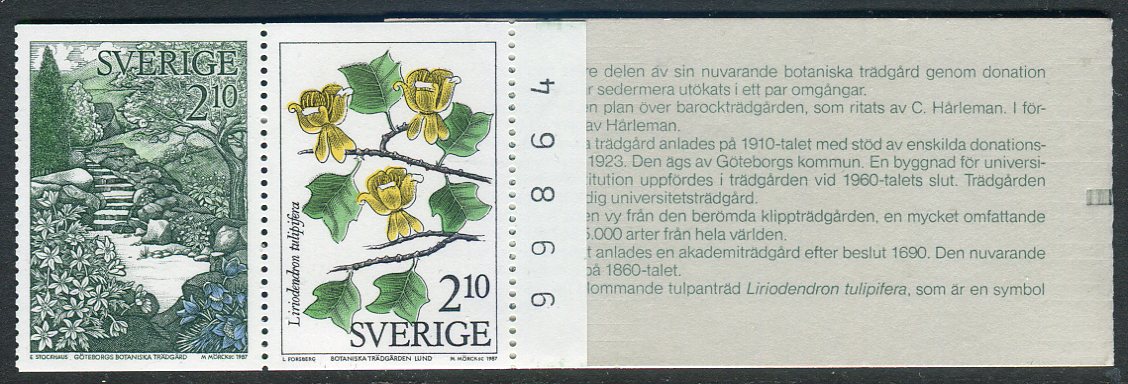 SVERIGE
2.10
E STOCKHAUS GÖTEBORGS BOTANISKA TRÄDGÅRD M. MÖRCK sc 1987
Liriodendron tulipifera
2.10
SVERIGE
L. FORSBERG BOTANISKA TRÄDGÅRDEN LUND M. MÖRCK sc. 1987
99864
re delen av sin nuvarande botaniska trädgård genom donation
r sedermera utökats i ett par omgångar.
en plan över barockträdgården, som ritats av C. Hårleman. I för-
av Hårleman.
a trädgård anlades på 1910-talet med stöd av enskilda donations-
1923. Den ägs av Göteborgs kommun. En byggnad för universi-
titution uppfördes i trädgården vid 1960-talets slut. Trädgården
dig universitetsträdgård.
en vy från den berömda klippträdgården, en mycket omfattande
5.000 arter från hela världen.
t anlades en akademiträdgård efter beslut 1690. Den nuvarande
på 1860-talet.
lommande tulpanträd Liriodendron tulipifera, som är en symbol